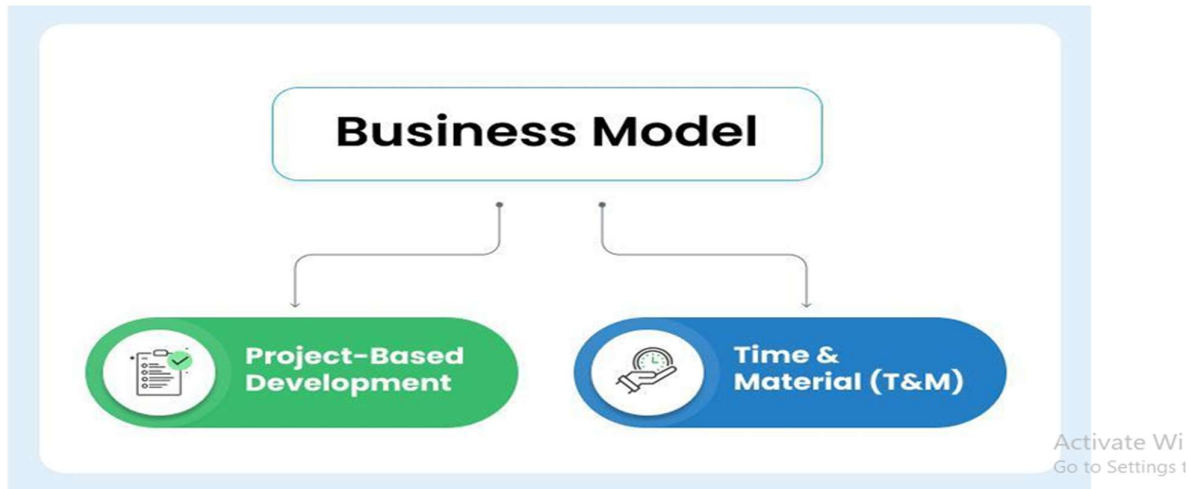 Business Model
Project-Based
Development
Time &
Material (T&M)
Activate Wi
Go to Settings t